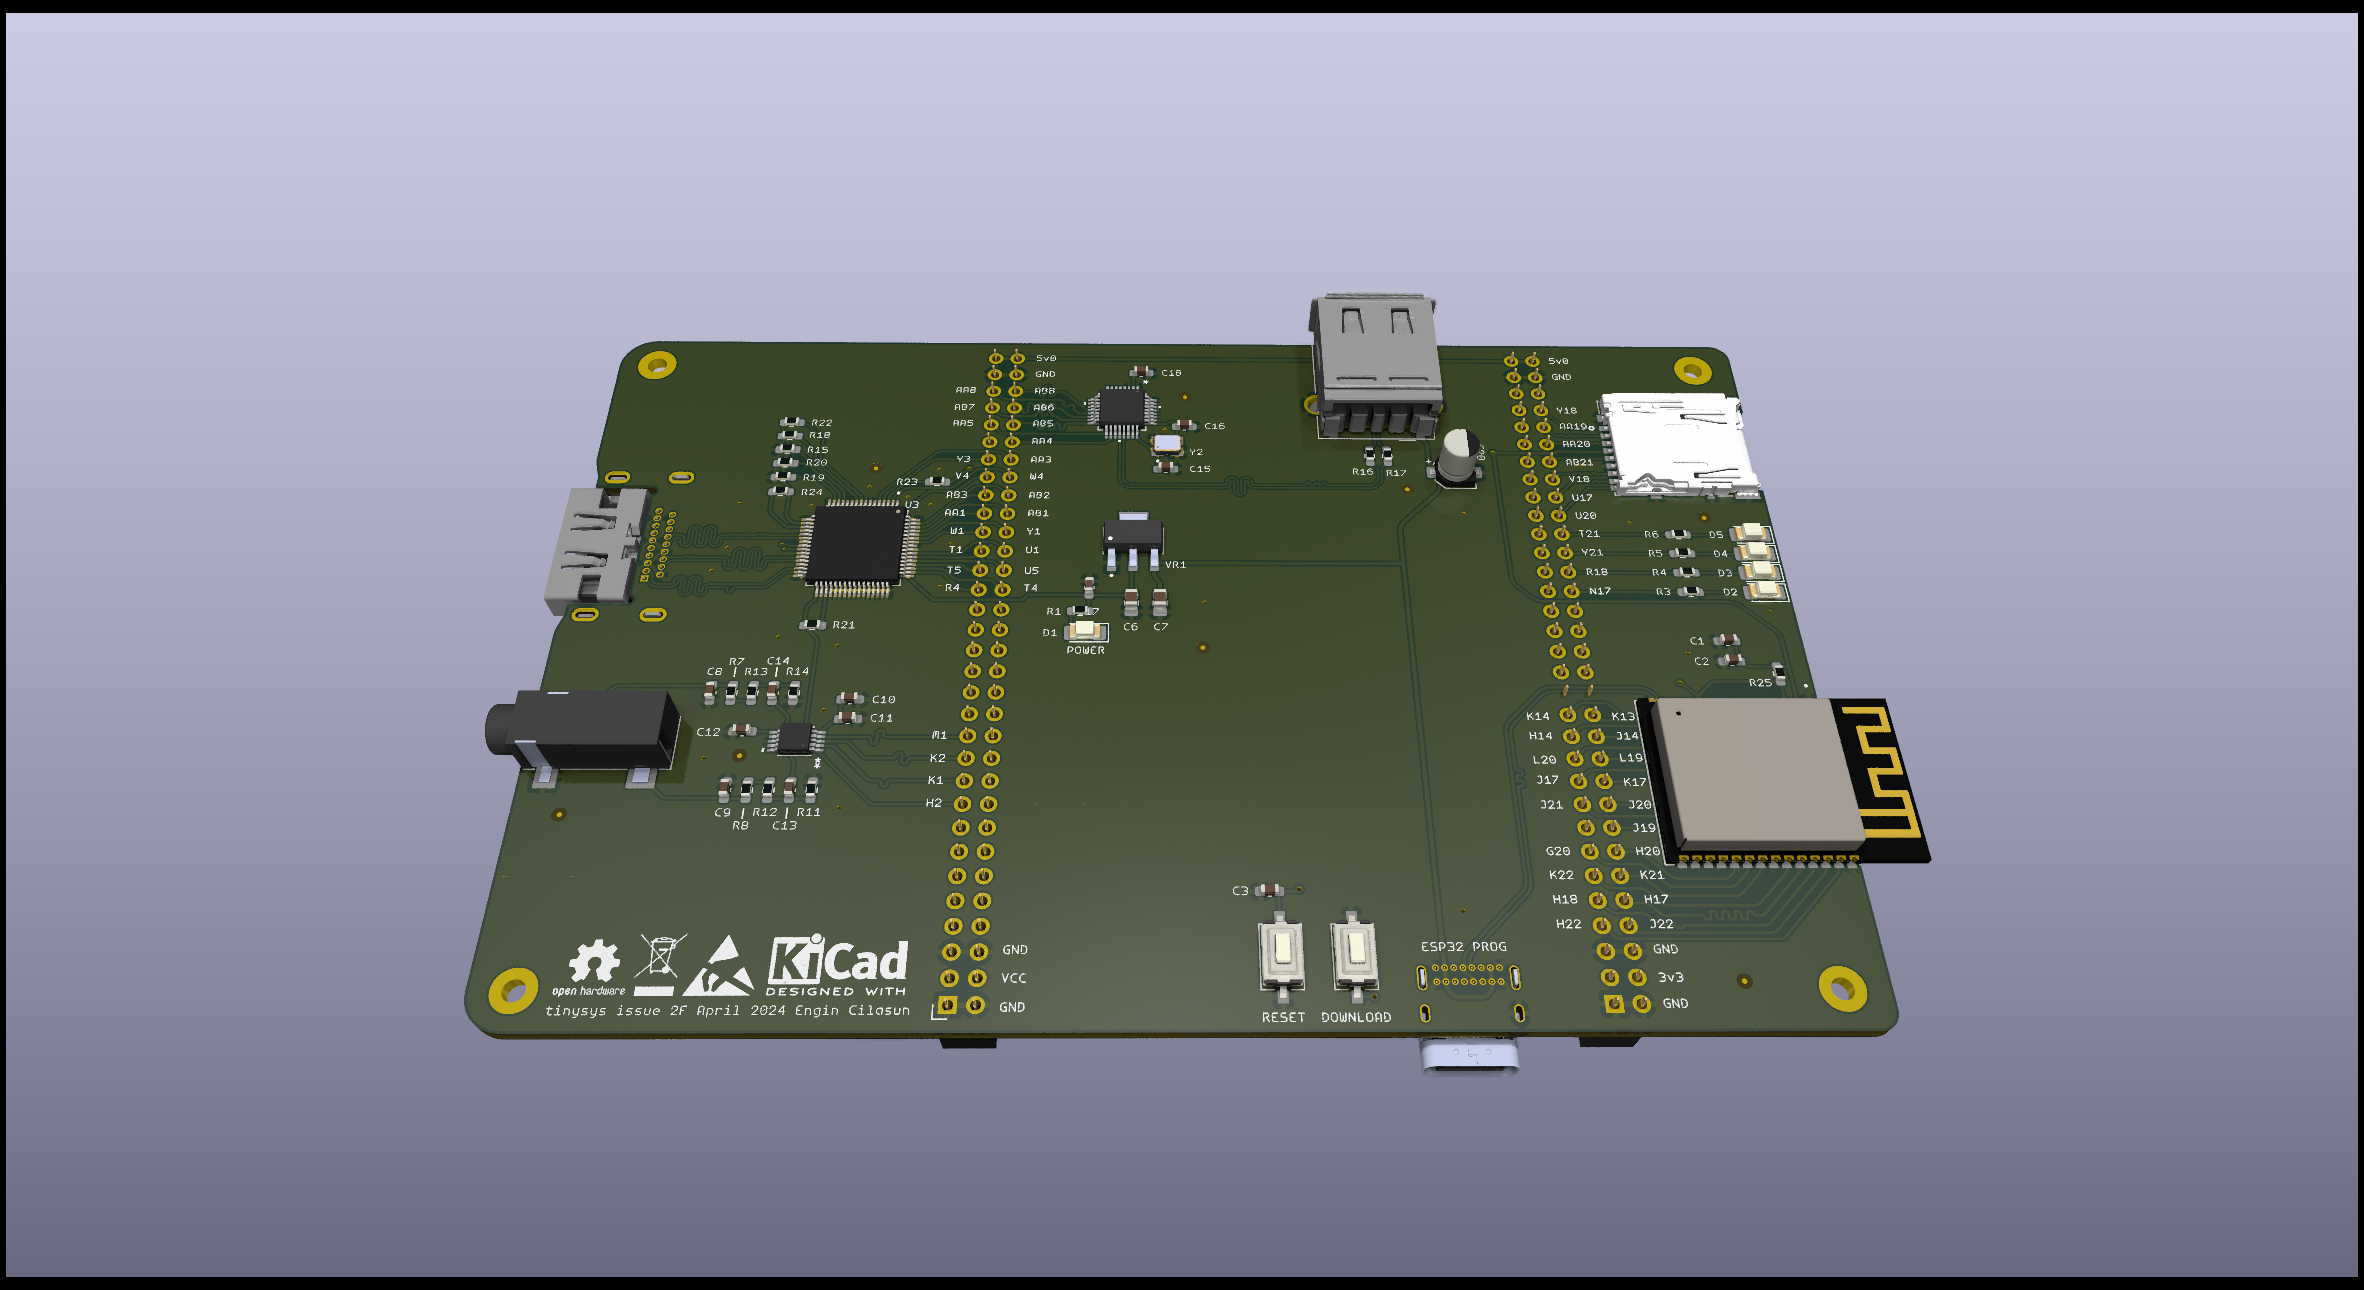 5v0
GND
AA8 AB8
AB7 AB6
AA5 AB5
AA4
Y3 AA3
V4 W4
AB3 AB2
AA1 AB1
W1 Y1
T1 U1
T5 U5
R4 T4
M1
K2
K1
H2
GND
VCC
GND
C18
C16
Y2
C15
R22
R18
R15
R20
R19
R24
R23
U3
R21
VR1
R1
C6 C7
D1
POWER
R7 C14
C8 R13 R14
C10
C11
C12
C9 R12 R11
R8 C13
R16 R17
+
5v0
GND
Y18
AA19
AA20
AB21
V18
U17
U20
T21
Y21
R18
N17
R6 D5
R5 D4
R4 D3
R3 D2
C1
C2
R25
K14 K13
H14 J14
L20 L19
J17 K17
J21 J20
J19
G20 H20
K22 K21
H18 H17
H22 J22
GND
3v3
GND
C3
RESET DOWNLOAD
ESP32 PROG
open hardware
KiCad
DESIGNED WITH
tinysys issue 2F April 2024 Engin Cilasun